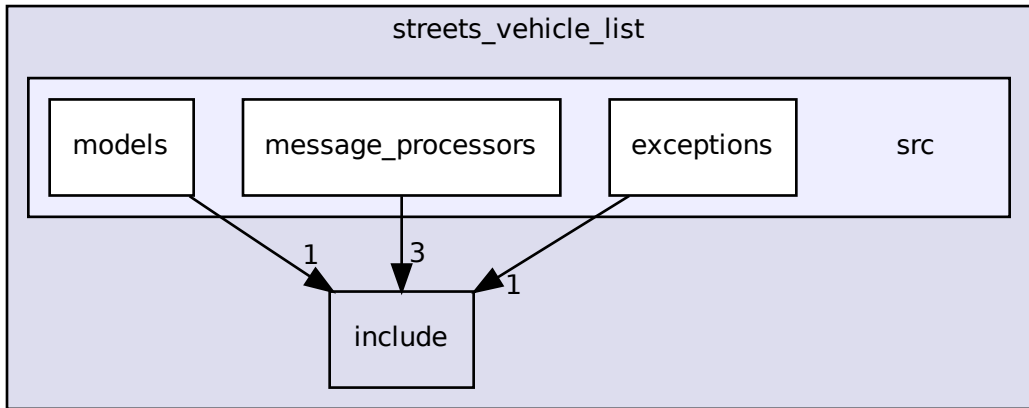 streets_vehicle_list
models
message_processors
exceptions
src
1
3
1
include